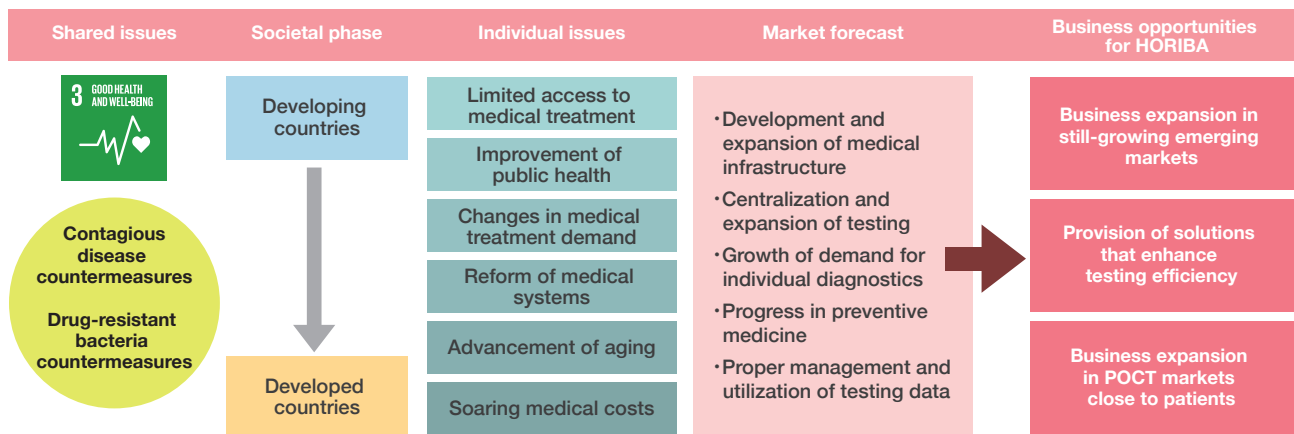 Shared issues
Societal phase
Individual issues
Market forecast
Business opportunities
for HORIBA
3 GOOD HEALTH
AND WELL-BEING
Contagious
disease
countermeasures
Drug-resistant
bacteria
countermeasures
Developing
countries
Developed
countries
Limited access to
medical treatment
Improvement of
public health
Changes in medical
treatment demand
Reform of medical
systems
Advancement of aging
Soaring medical costs
・Development and
expansion of medical
infrastructure
・Centralization and
expansion of testing
・Growth of demand for
individual diagnostics
・Progress in preventive
medicine
・Proper management and
utilization of testing data
Business expansion in
still-growing emerging
markets
Provision of solutions
that enhance
testing efficiency
Business expansion
in POCT markets
close to patients